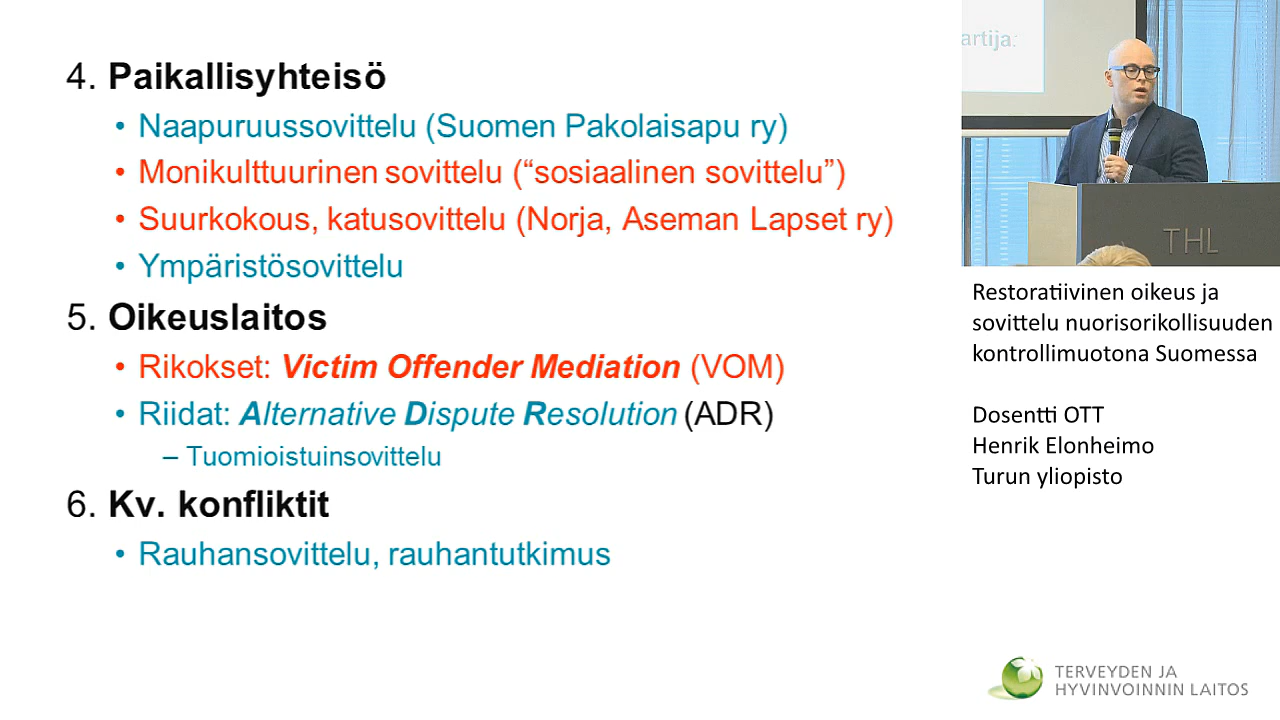 4. Paikallisyhteisö
• Naapuruussovittelu (Suomen Pakolaisapu ry)
• Monikulttuurinen sovittelu (“sosiaalinen sovittelu”)
• Suurkokous, katusovittelu (Norja, Aseman Lapset ry)
• Ympäristösovittelu
5. Oikeuslaitos
• Rikokset: Victim Offender Mediation (VOM)
• Riidat: Alternative Dispute Resolution (ADR)
– Tuomioistuinsovittelu
6. Kv. konfliktit
• Rauhansovittelu, rauhantutkimus
artija:
THL
Restoratiivinen oikeus ja
sovittelu nuorisorikollisuuden
kontrollimuotona Suomessa
Dosentti OTT
Henrik Elonheimo
Turun yliopisto
TERVEYDEN JA
HYVINVOINNIN LAITOS